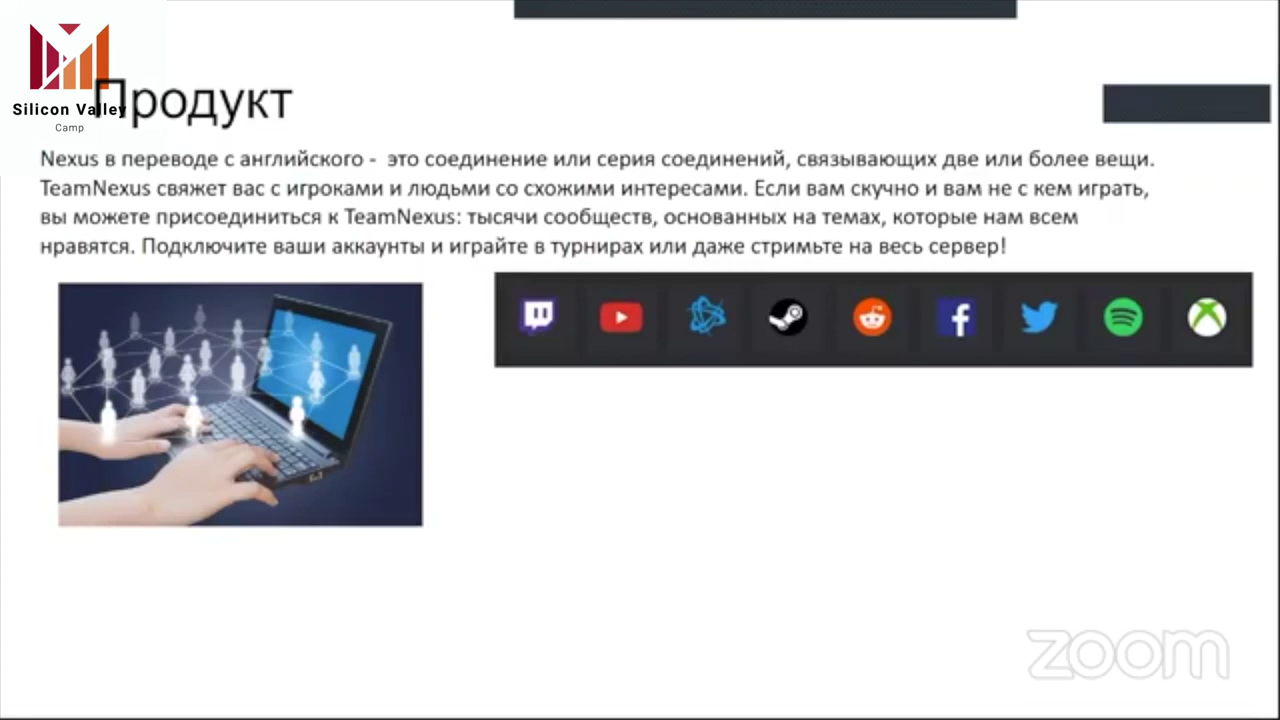 Silicon Valley
Camp
Продукт
Nexus в переводе с английского - это соединение или серия соединений, связывающих две или более вещи.
TeamNexus свяжет вас с игроками и людьми со схожими интересами. Если вам скучно и вам не с кем играть,
вы можете присоединиться к TeamNexus: тысячи сообществ, основанных на темах, которые нам всем
нравятся. Подключите ваши аккаунты и играйте в турнирах или даже стримьте на весь сервер!
zoom